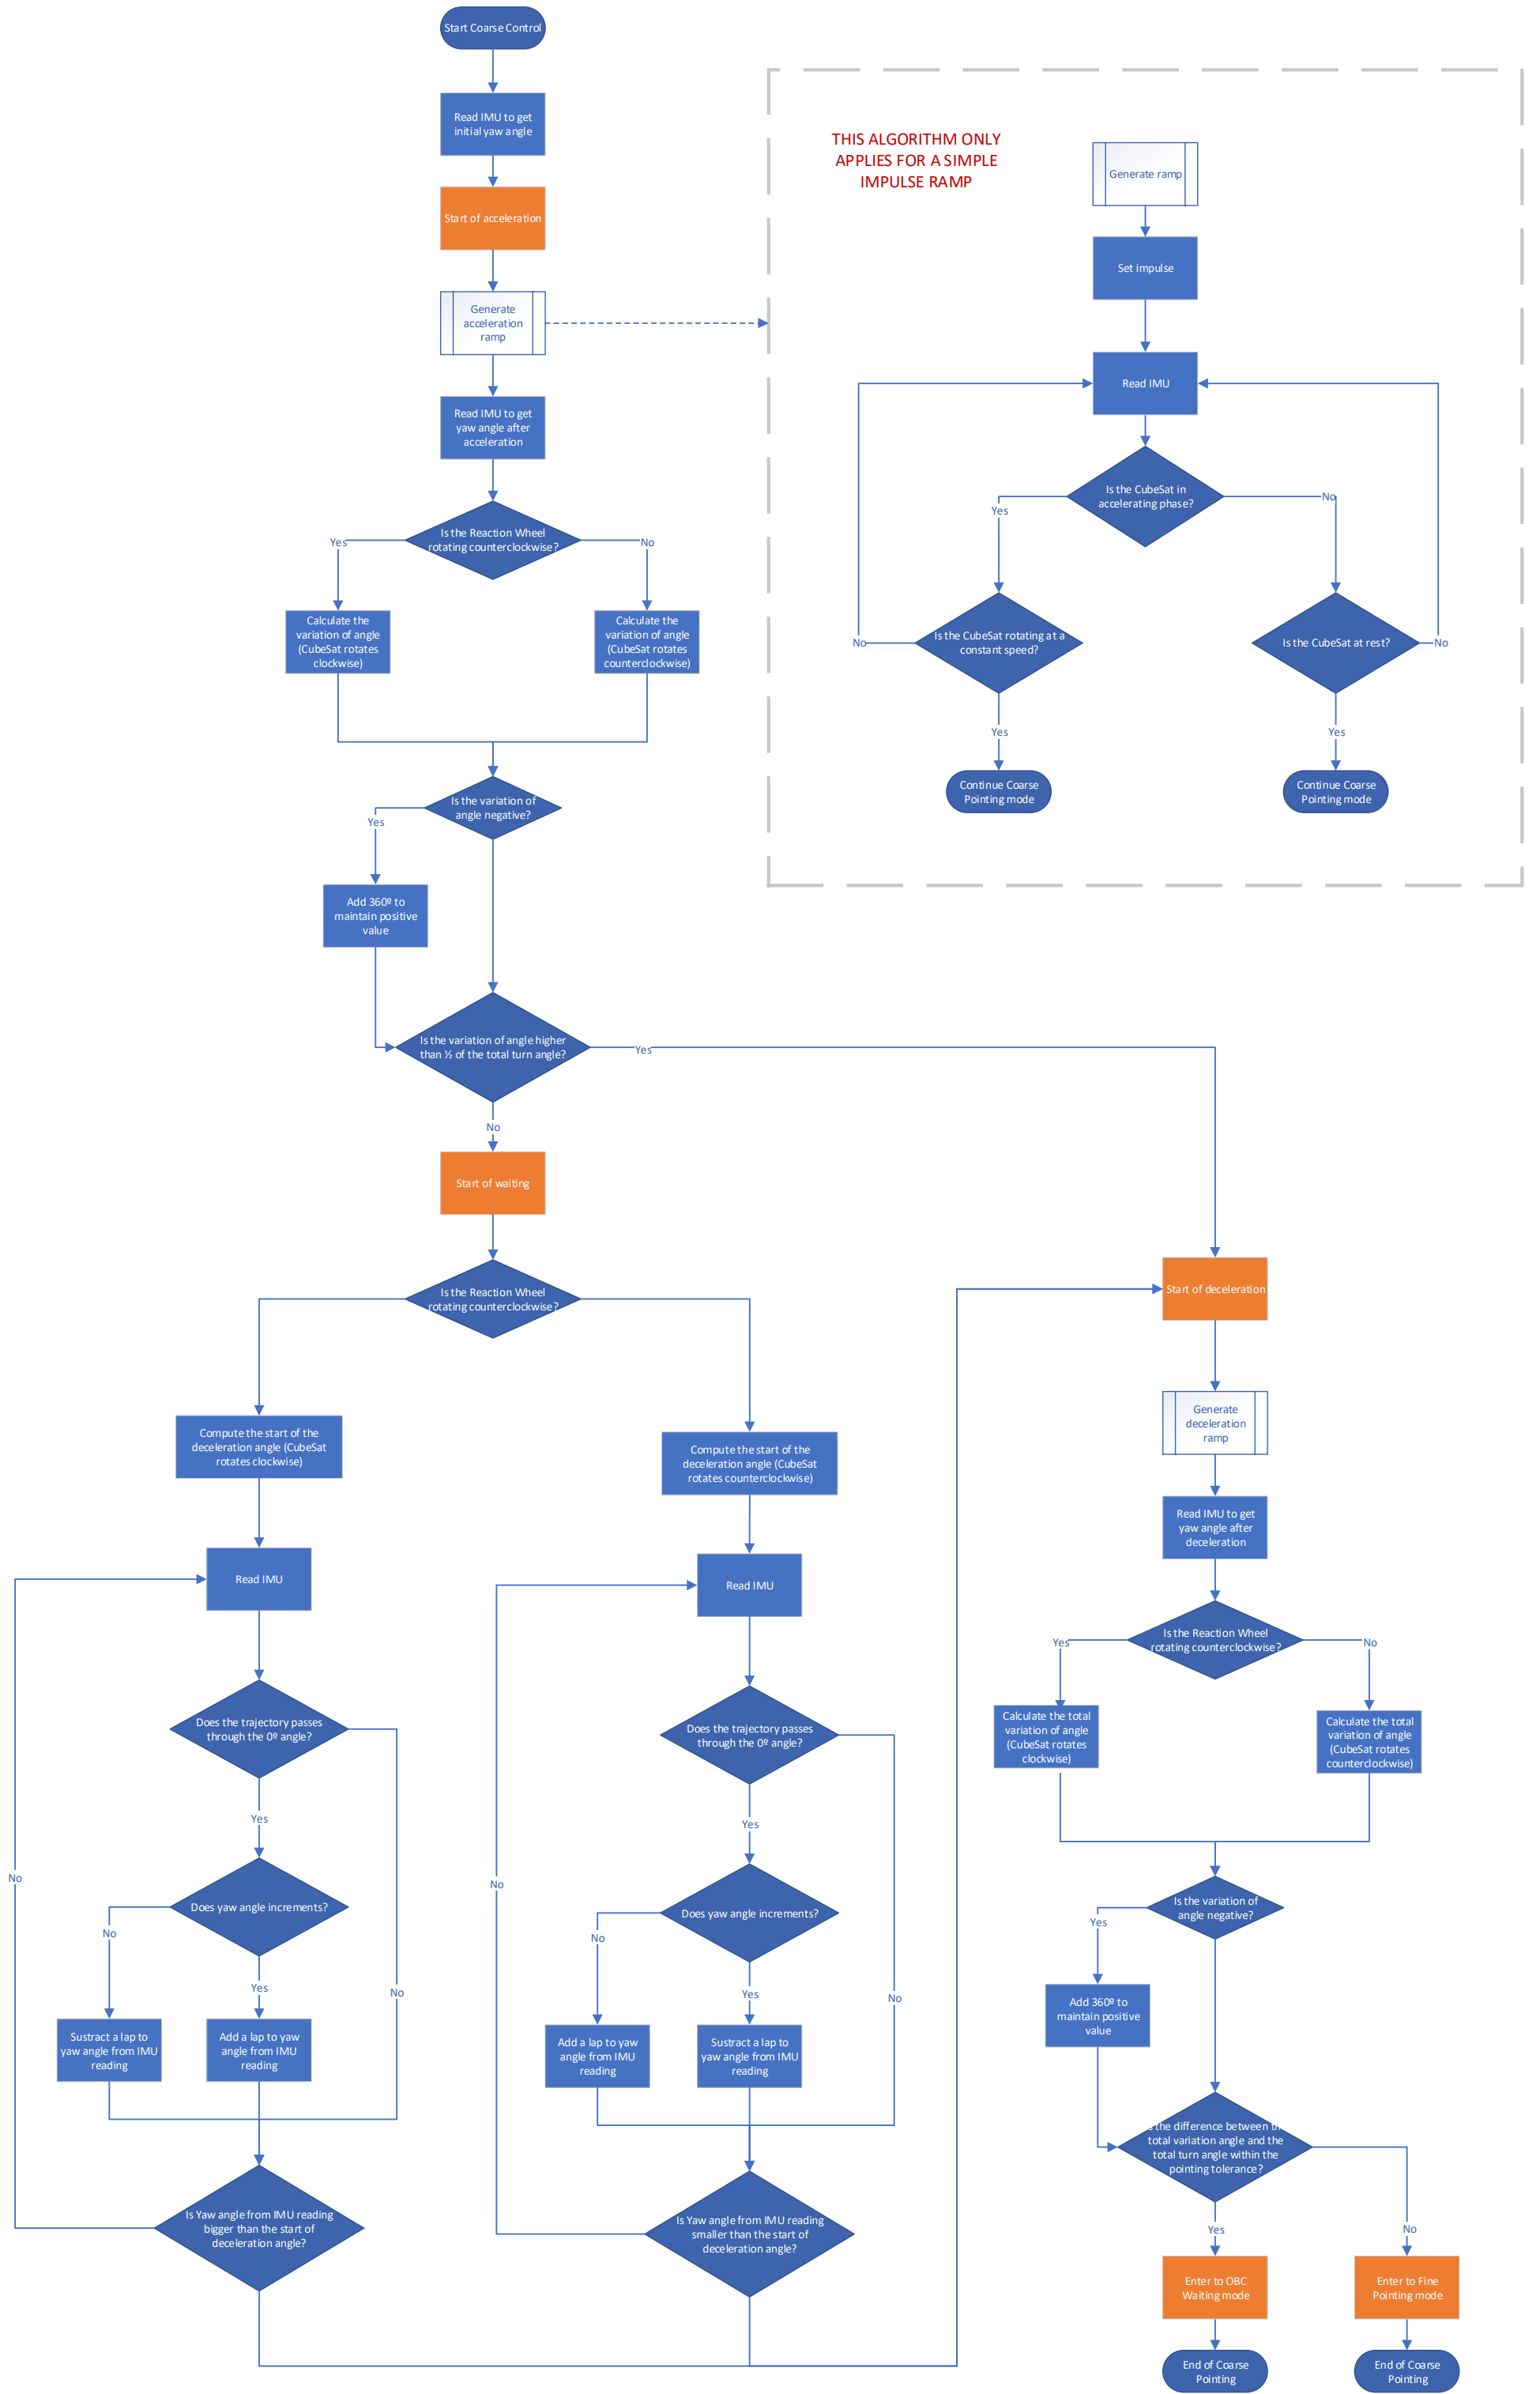 Start Coarse Control
Read IMU to get
initial yaw angle
Start of acceleration
Generate
acceleration
ramp
Read IMU to get
yaw angle after
acceleration
Is the Reaction Wheel
rotating counterclockwise?
Yes
No
Calculate the
variation of angle
(CubeSat rotates
clockwise)
Calculate the
variation of angle
(CubeSat rotates
counterclockwise)
Is the variation of
angle negative?
Yes
Add 360º to
maintain positive
value
Is the variation of angle higher
than ½ of the total turn angle?
Yes
No
THIS ALGORITHM ONLY
APPLIES FOR A SIMPLE
IMPULSE RAMP
Generate ramp
Set impulse
Read IMU
Is the CubeSat in
accelerating phase?
Yes
No
Is the CubeSat rotating at a
constant speed?
No
Is the CubeSat at rest?
No
Yes
Yes
Continue Coarse
Pointing mode
Continue Coarse
Pointing mode
Start of waiting
Is the Reaction Wheel
rotating counterclockwise?
Compute the start of the
deceleration angle (CubeSat
rotates clockwise)
Read IMU
Does the trajectory passes
through the 0º angle?
Yes
No
Does yaw angle increments?
No
Yes
No
Sustract a lap to
yaw angle from IMU
reading
Add a lap to yaw
angle from IMU
reading
Is Yaw angle from IMU reading
bigger than the start of
deceleration angle?
Compute the start of the
deceleration angle (CubeSat
rotates counterclockwise)
Read IMU
Does the trajectory passes
through the 0º angle?
Yes
No
Does yaw angle increments?
No
Yes
No
Add a lap to yaw
angle from IMU
reading
Sustract a lap to
yaw angle from IMU
reading
Is Yaw angle from IMU reading
smaller than the start of
deceleration angle?
Start of deceleration
Generate
deceleration
ramp
Read IMU to get
yaw angle after
deceleration
Is the Reaction Wheel
rotating counterclockwise?
Yes
No
Calculate the total
variation of angle
(CubeSat rotates
clockwise)
Calculate the total
variation of angle
(CubeSat rotates
counterclockwise)
Is the variation of
angle negative?
Yes
Add 360º to
maintain positive
value
the difference between
total variation angle and the
total turn angle within the
pointing tolerance?
Yes
No
Enter to OBC
Waiting mode
Enter to Fine
Pointing mode
End of Coarse
Pointing
End of Coarse
Pointing